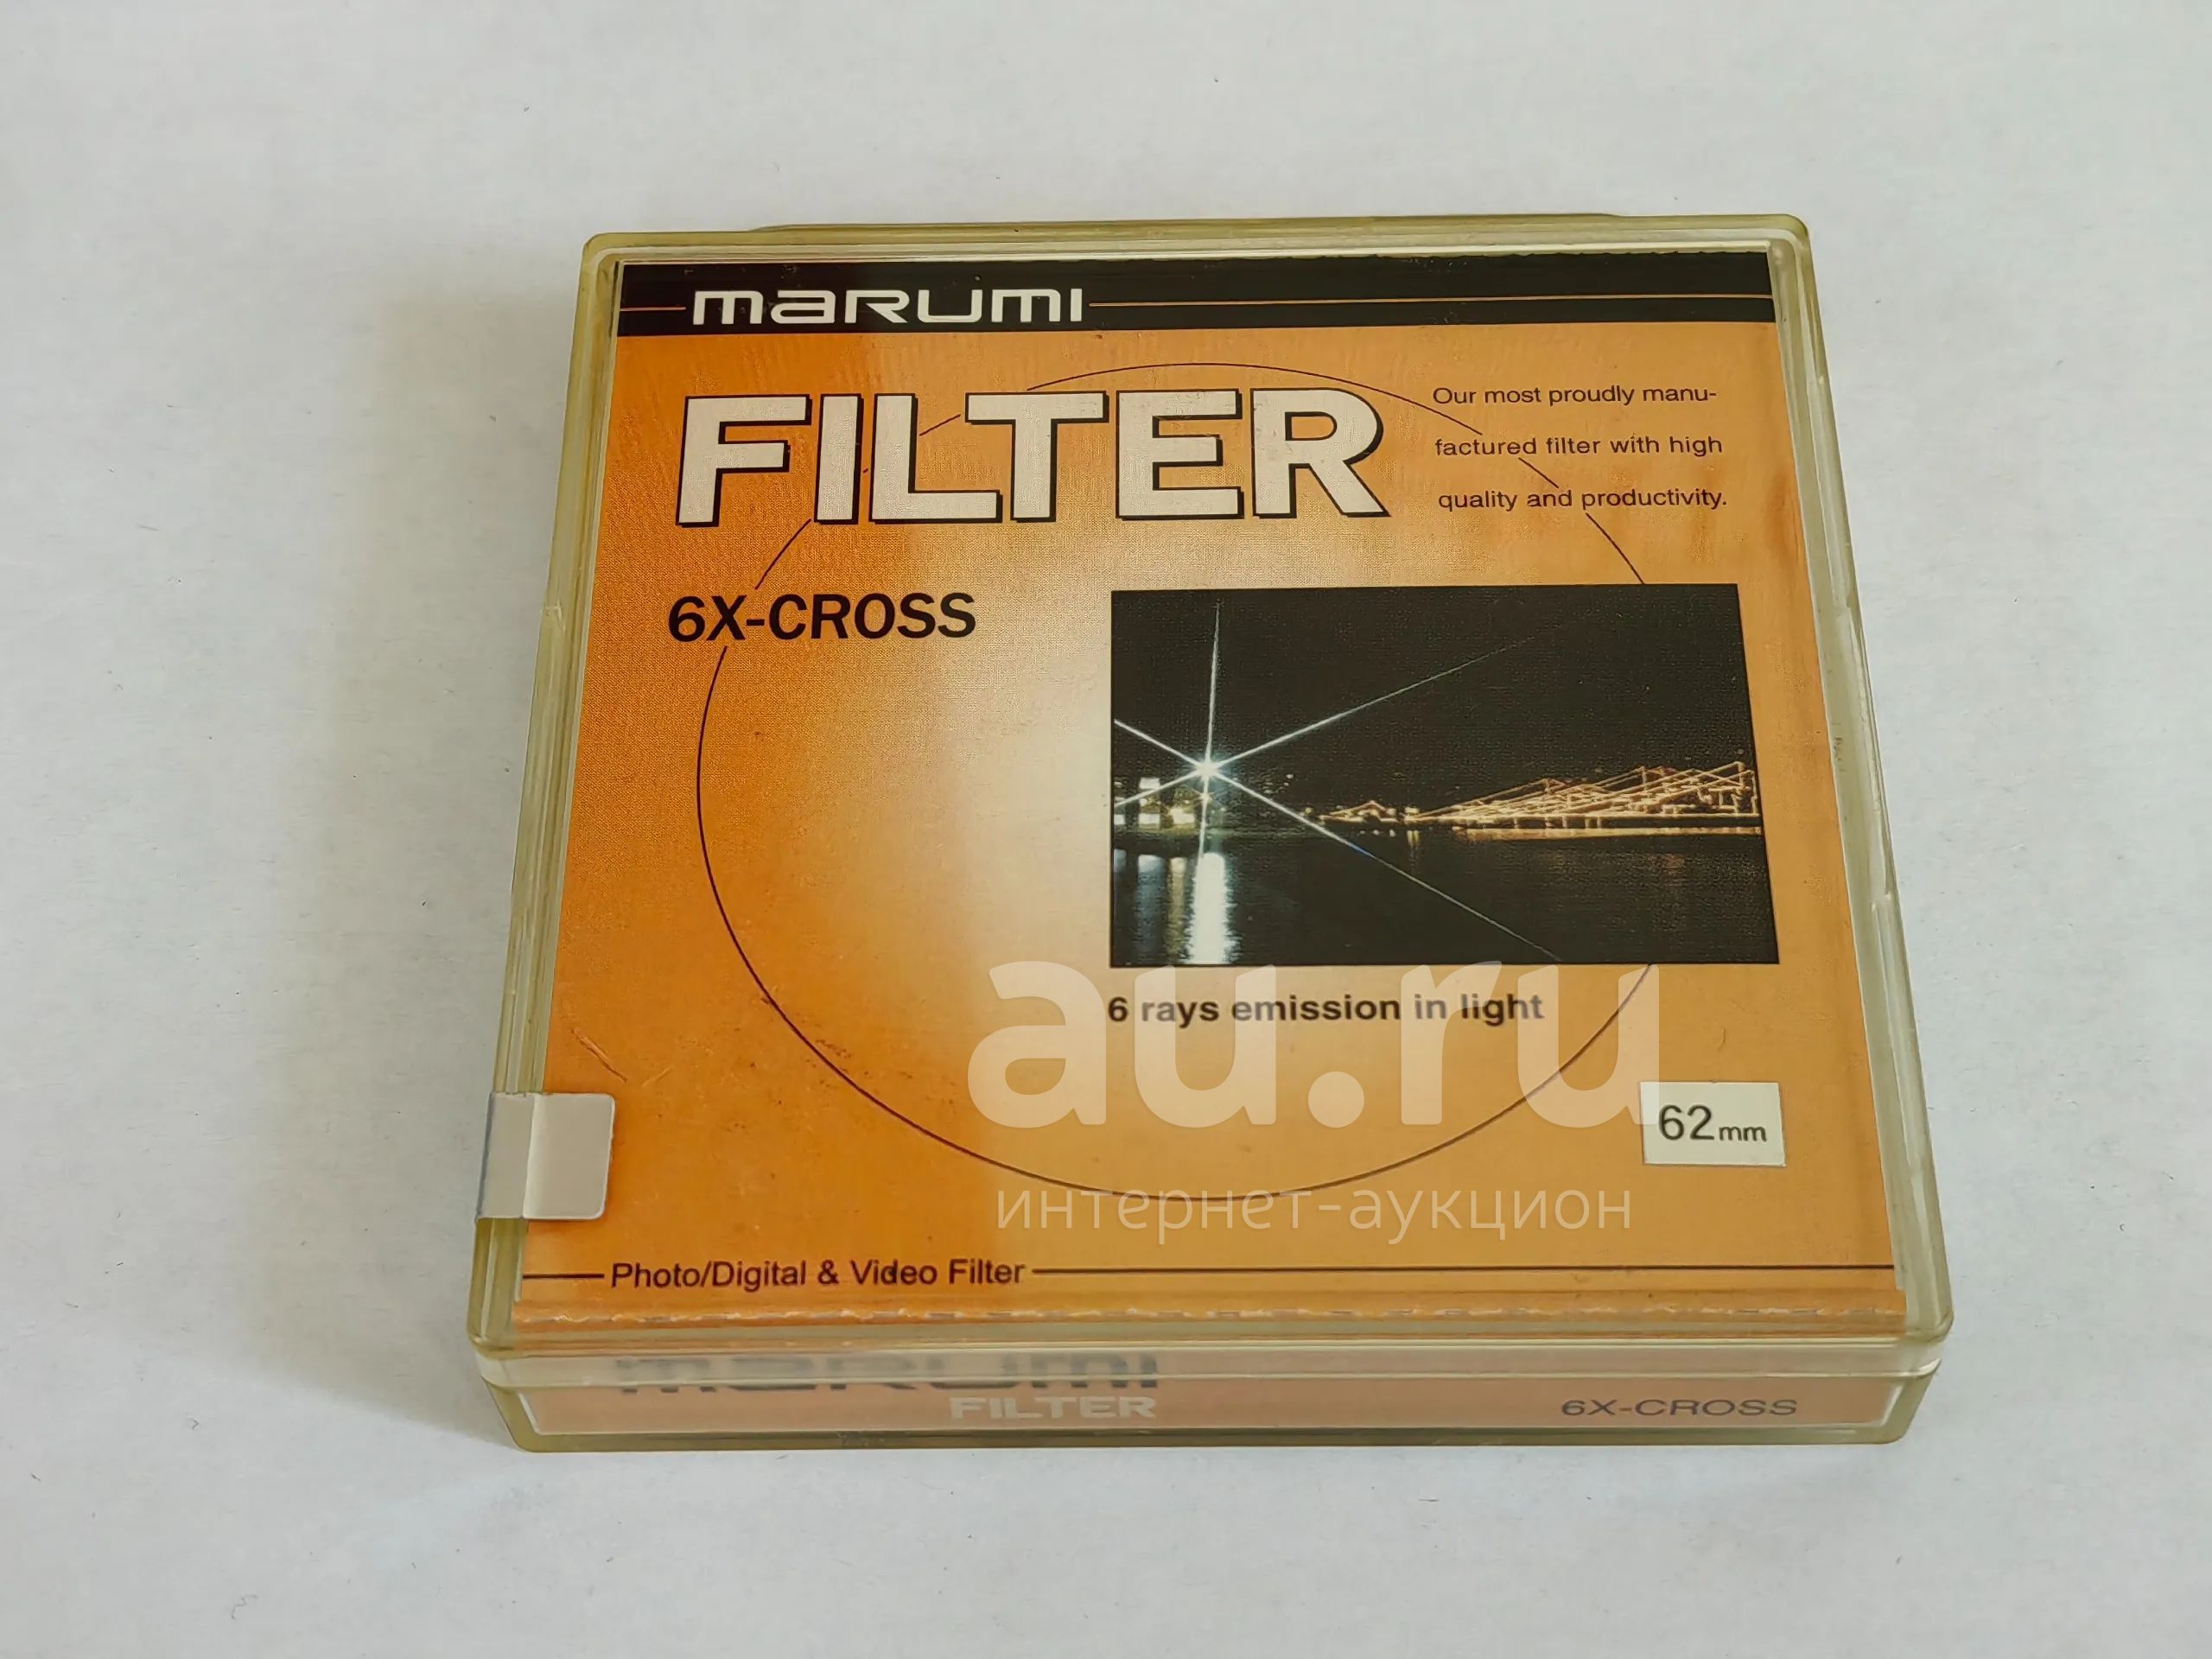 marumi
FILTER
Our most proudly manu-
factured filter with high
quality and productivity.
6X-CROSS
6 rays emission in light
au.ru
62mm
интернет-аукцион
Photo/Digital & Video Filter
marumi
FILTER
6X-CROSS